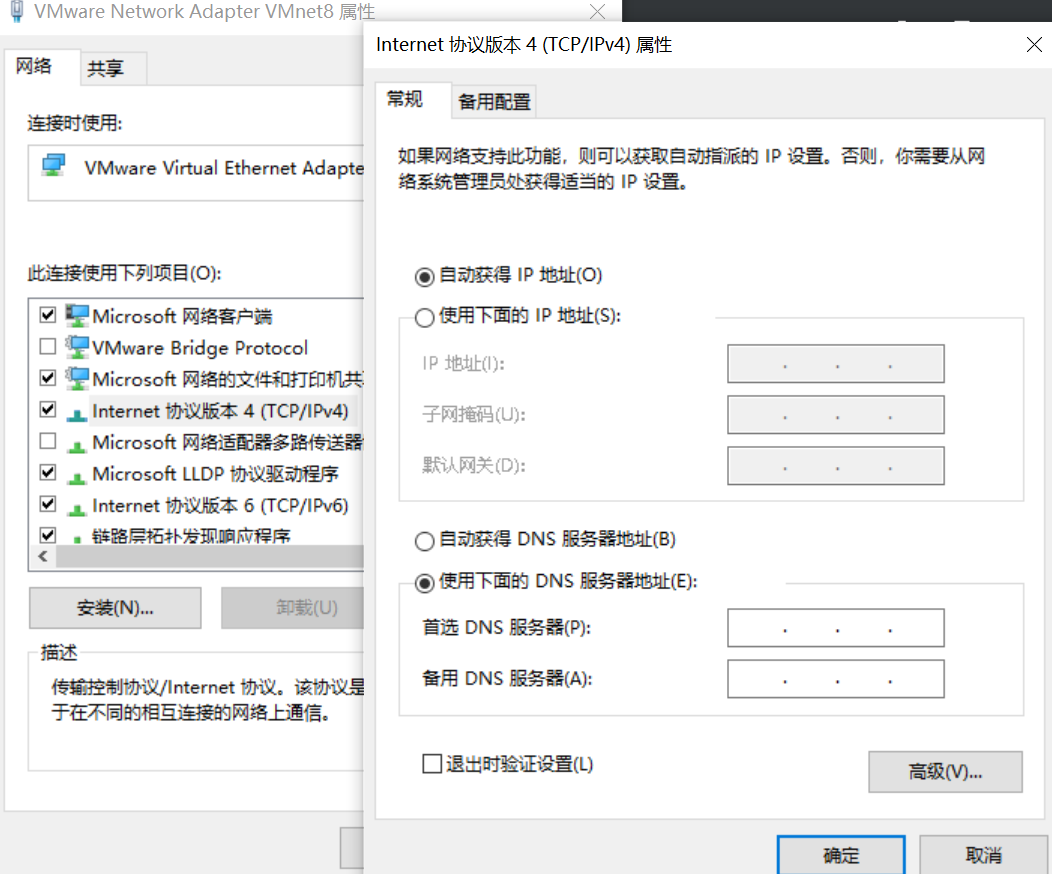 VMware Network Adapter VMnet8 属性
网络
共享
连接时使用:
VMware Virtual Ethernet Adapte
此连接使用下列项目(O):
Microsoft 网络客户端
VMware Bridge Protocol
Microsoft 网络的文件和打印机共
Internet 协议版本 4 (TCP/IPv4)
Microsoft 网络适配器多路传送器
Microsoft LLDP 协议驱动程序
Internet 协议版本 6 (TCP/IPv6)
链路层拓扑发现响应程序
安装(N)...
卸载(U)
描述
传输控制协议/Internet 协议。该协议是
于在不同的相互连接的网络上通信。
Internet 协议版本 4 (TCP/IPv4) 属性
常规
备用配置
如果网络支持此功能，则可以获取自动指派的 IP 设置。否则，你需要从网
络系统管理员处获得适当的 IP 设置。
自动获得 IP 地址(O)
使用下面的 IP 地址(S):
IP 地址(I):
子网掩码(U):
默认网关(D):
自动获得 DNS 服务器地址(B)
使用下面的 DNS 服务器地址(E):
首选 DNS 服务器(P):
备用 DNS 服务器(A):
退出时验证设置(L)
高级(V)...
确定
取消